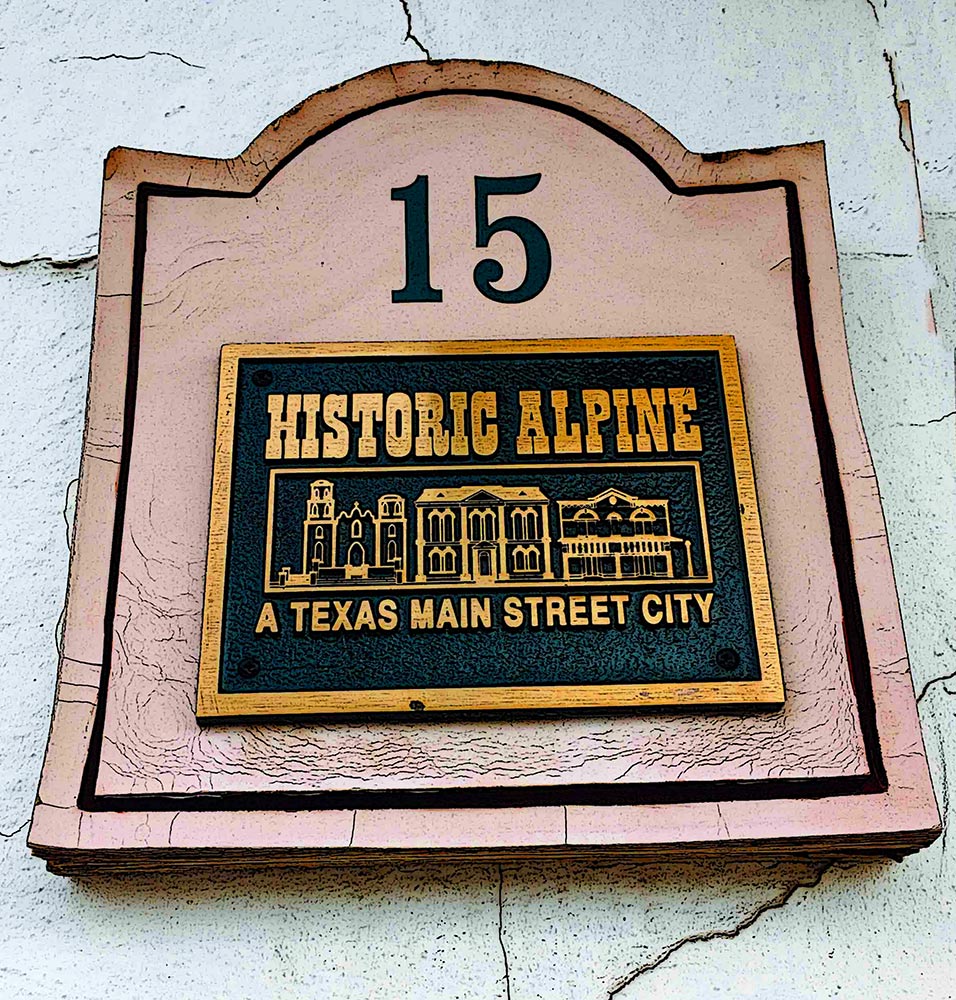 15
HISTORIC ALPINE
A TEXAS MAIN STREET CITY